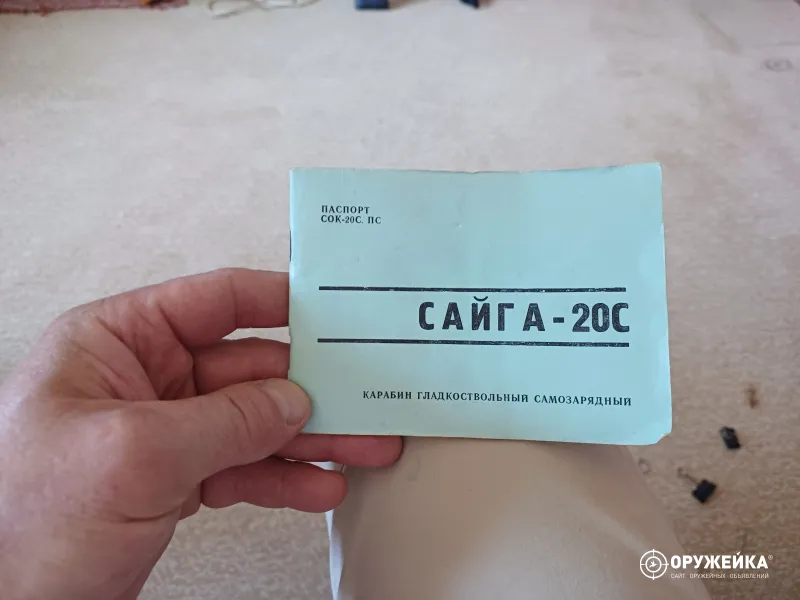 ПАСПОРТ
СОК-20С. ПС
САЙГА-20С
КАРАБИН ГЛАДКОСТВОЛЬНЫЙ САМОЗАРЯДНЫЙ
ОРУЖЕЙКА®
САЙТ ОРУЖЕЙНЫХ ОБЪЯВЛЕНИЙ